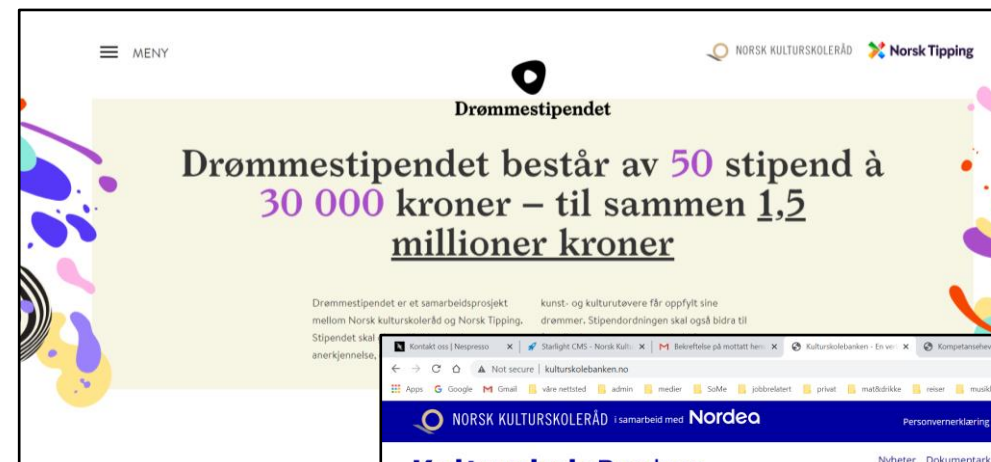 MENY
NORSK KULTURSKOLERÅD Norsk Tipping
Drømmestipendet
Drømmestipendet består av 50 stipend à
30 000 kroner – til sammen 1,5
millioner kroner
Drømmestipendet er et samarbeidsprosjekt
mellom Norsk kulturskoleråd og Norsk Tipping.
Stipendet skal
anerkjennelse,
kunst- og kulturutøvere får oppfylt sine
drømmer. Stipendordningen skal også bidra til
Kontakt oss | Nespresso Starlight CMS - Norsk Kultu Bekreftelse på mottatt hen Kulturskolebanken - En ver Kompetansehev
Not secure | kulturskolebanken.no
Apps Google Gmail våre nettsted admin medier SoMe jobbrelatert privat mat&drikke reiser musikk
NORSK KULTURSKOLERÅD i samarbeid med Nordea Personvernerklæring
Nyheter Dokumentark